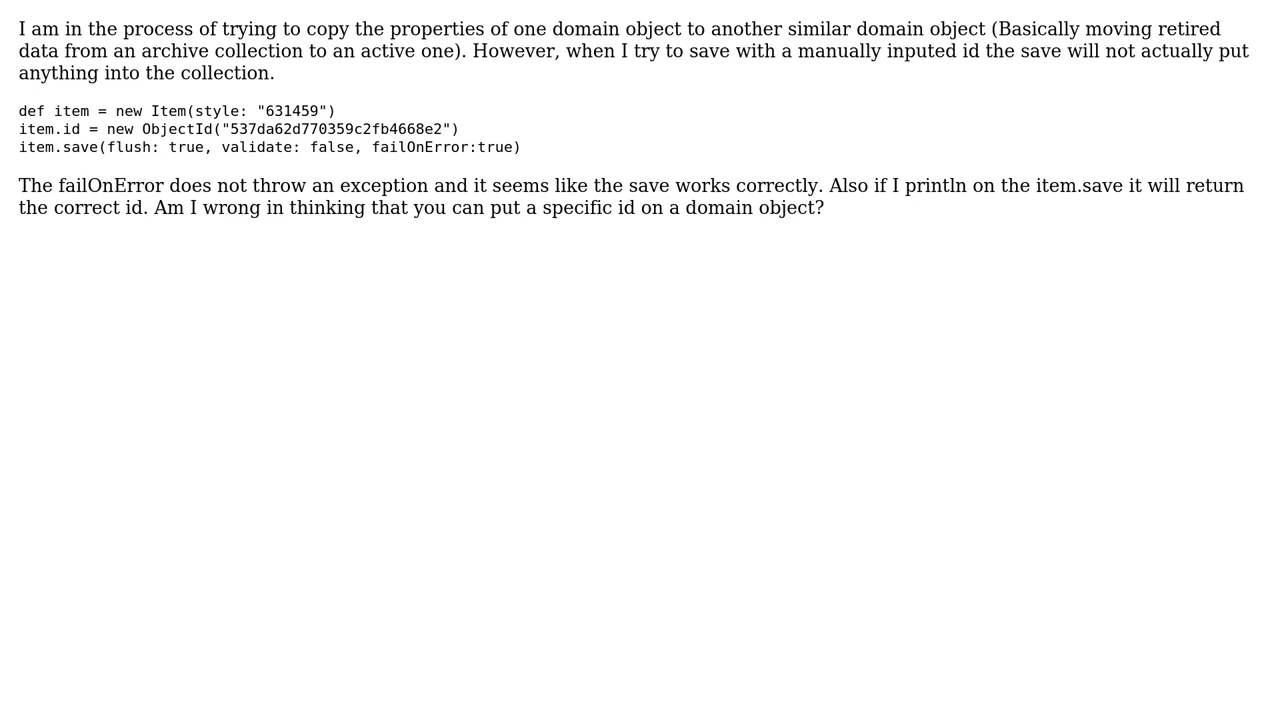 I am in the process of trying to copy the properties of one domain object to another similar domain object (Basically moving retired
data from an archive collection to an active one). However, when I try to save with a manually inputed id the save will not actually put
anything into the collection.
def item = new Item(style: "631459")
item.id = new ObjectId("537da62d770359c2fb4668e2")
item.save(flush: true, validate: false, failOnError:true)
The failOnError does not throw an exception and it seems like the save works correctly. Also if I println on the item.save it will return
the correct id. Am I wrong in thinking that you can put a specific id on a domain object?